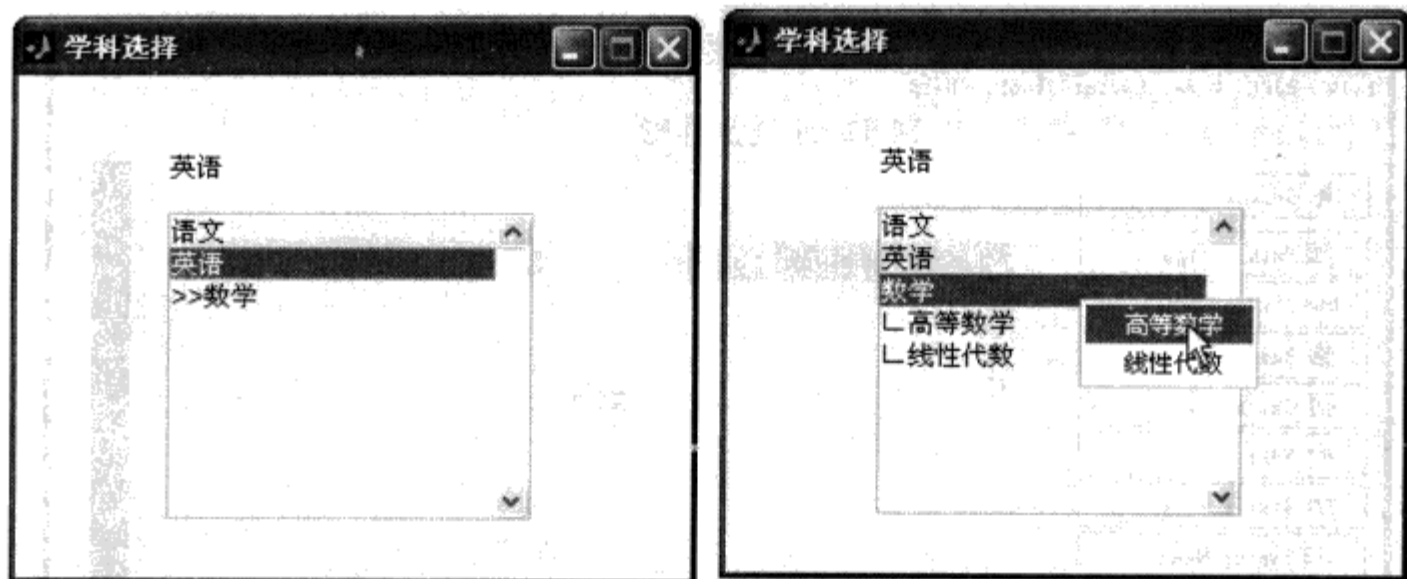 学科选择
英语
语文
英语
>>数学
学科选择
英语
语文
英语
数学
∟高等数学
∟线性代数
高等数学
线性代数